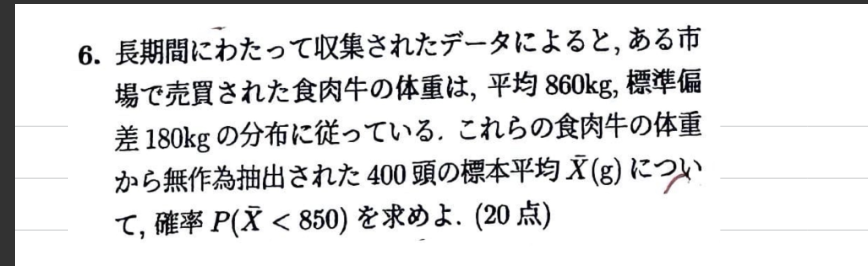 6. 長期間にわたって収集されたデータによると, ある市
場で売買された食肉牛の体重は, 平均 860kg, 標準偏
差 180kg の分布に従っている. これらの食肉牛の体重
から無作為抽出された 400 頭の標本平均 X̄(g) につい
て, 確率 P(X̄ < 850) を求めよ. (20 点)